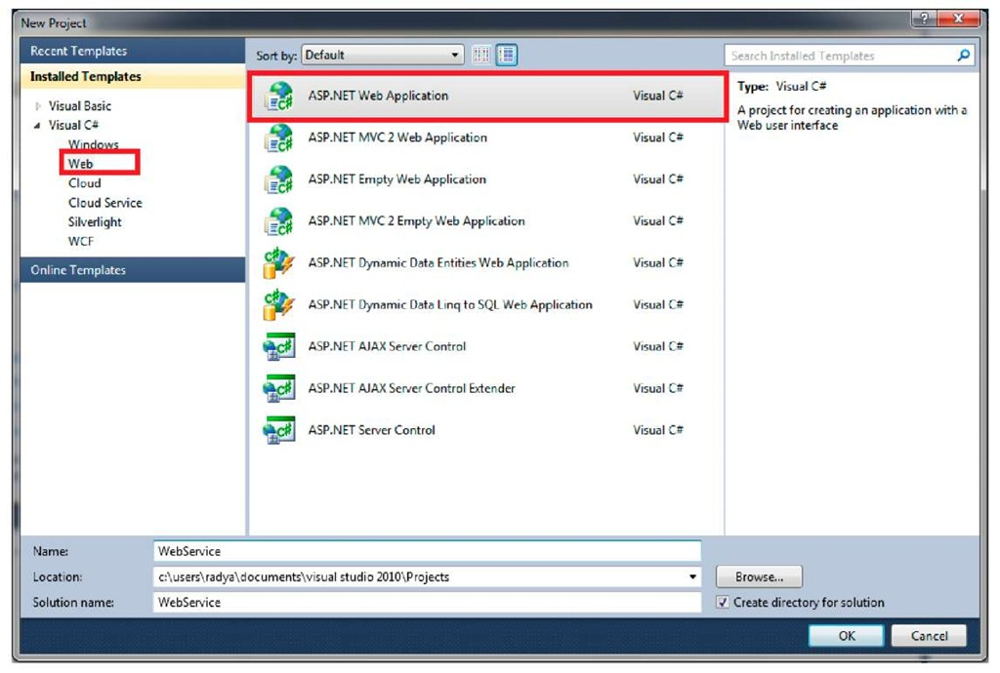 New Project
Recent Templates
Installed Templates
Visual Basic
Visual C#
Windows
Web
Cloud
Cloud Service
Silverlight
WCF
Online Templates
Sort by: Default
ASP.NET Web Application Visual C#
ASP.NET MVC 2 Web Application Visual C#
ASP.NET Empty Web Application Visual C#
ASP.NET MVC 2 Empty Web Application Visual C#
ASP.NET Dynamic Data Entities Web Application Visual C#
ASP.NET Dynamic Data Linq to SQL Web Application Visual C#
ASP.NET AJAX Server Control Visual C#
ASP.NET AJAX Server Control Extender Visual C#
ASP.NET Server Control Visual C#
Search Installed Templates
Type: Visual C#
A project for creating an application with a
Web user interface
Name: WebService
Location: c:\users\radya\documents\visual studio 2010\Projects
Browse...
Solution name: WebService
Create directory for solution
OK Cancel